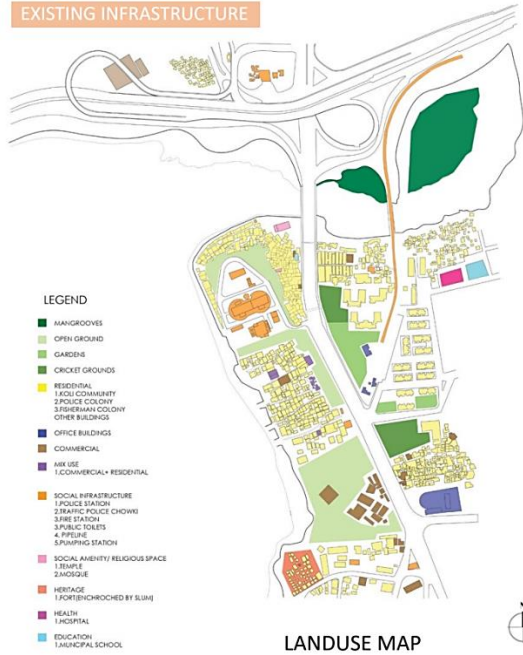 EXISTING INFRASTRUCTURE
LEGEND
MANGROOVES
OPEN GROUND
GARDENS
CRICKET GROUNDS
RESIDENTIAL
1.KOLI COMMUNITY
2.POLICE COLONY
3.FISHERMAN COLONY
OTHER BUILDINGS
OFFICE BUILDINGS
COMMERCIAL
MIX USE
1.COMMERCIAL+ RESIDENTIAL
SOCIAL INFRASTRUCTURE
1.POLICE STATION
2.TRAFFIC POLICE CHOWKI
3.FIRE STATION
3.PUBLIC TOILETS
4. PIPELINE
5.PUMPING STATION
SOCIAL AMENITY/ RELIGIOUS SPACE
1.TEMPLE
2.MOSQUE
HERITAGE
1.FORT(ENCHROCHED BY SLUM)
HEALTH
1.HOSPITAL
EDUCATION
1.MUNCIPAL SCHOOL
LANDUSE MAP